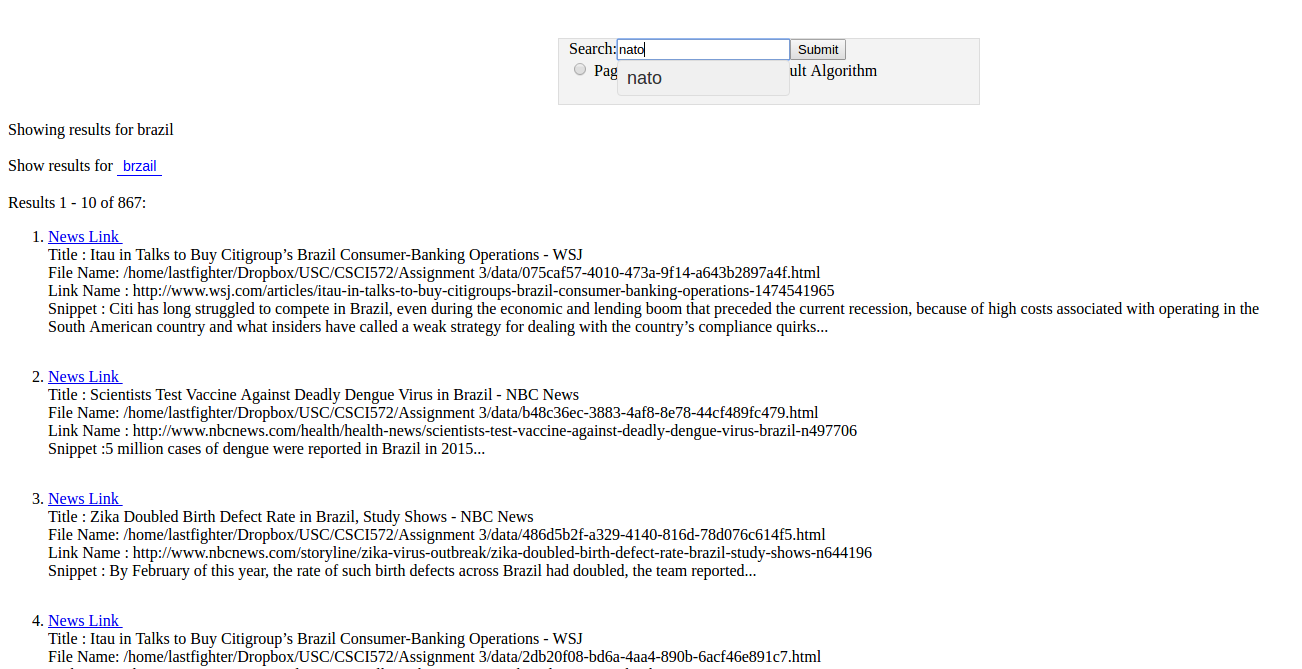 Search: nato Submit
Pag ult Algorithm
nato
Showing results for brazil
Show results for brzail
Results 1 - 10 of 867:
1. News Link
Title : Itau in Talks to Buy Citigroup’s Brazil Consumer-Banking Operations - WSJ
File Name: /home/lastfighter/Dropbox/USC/CSCI572/Assignment 3/data/075caf57-4010-473a-9f14-a643b2897a4f.html
Link Name : http://www.wsj.com/articles/itau-in-talks-to-buy-citigroups-brazil-consumer-banking-operations-1474541965
Snippet : Citi has long struggled to compete in Brazil, even during the economic and lending boom that preceded the current recession, because of high costs associated with operating in the
South American country and what insiders have called a weak strategy for dealing with the country’s compliance quirks...
2. News Link
Title : Scientists Test Vaccine Against Deadly Dengue Virus in Brazil - NBC News
File Name: /home/lastfighter/Dropbox/USC/CSCI572/Assignment 3/data/b48c36ec-3883-4af8-8e78-44cf489fc479.html
Link Name : http://www.nbcnews.com/health/health-news/scientists-test-vaccine-against-deadly-dengue-virus-brazil-n497706
Snippet :5 million cases of dengue were reported in Brazil in 2015...
3. News Link
Title : Zika Doubled Birth Defect Rate in Brazil, Study Shows - NBC News
File Name: /home/lastfighter/Dropbox/USC/CSCI572/Assignment 3/data/486d5b2f-a329-4140-816d-78d076c614f5.html
Link Name : http://www.nbcnews.com/storyline/zika-virus-outbreak/zika-doubled-birth-defect-rate-brazil-study-shows-n644196
Snippet : By February of this year, the rate of such birth defects across Brazil had doubled, the team reported...
4. News Link
Title : Itau in Talks to Buy Citigroup’s Brazil Consumer-Banking Operations - WSJ
File Name: /home/lastfighter/Dropbox/USC/CSCI572/Assignment 3/data/2db20f08-bd6a-4aa4-890b-6acf46e891c7.html